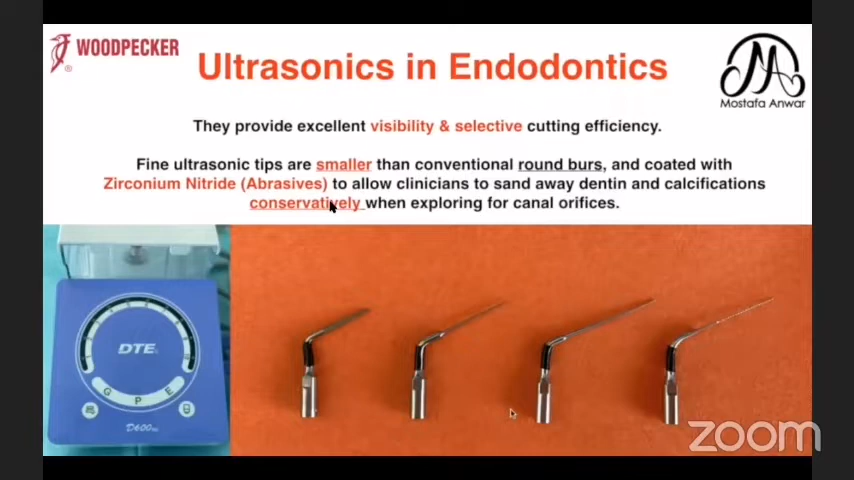 WOODPECKER
®
Ultrasonics in Endodontics
Mostafa Anwar
They provide excellent visibility & selective cutting efficiency.
Fine ultrasonic tips are smaller than conventional round burs, and coated with
Zirconium Nitride (Abrasives) to allow clinicians to sand away dentin and calcifications
conservatively when exploring for canal orifices.
DTE
G P E
D600
zoom